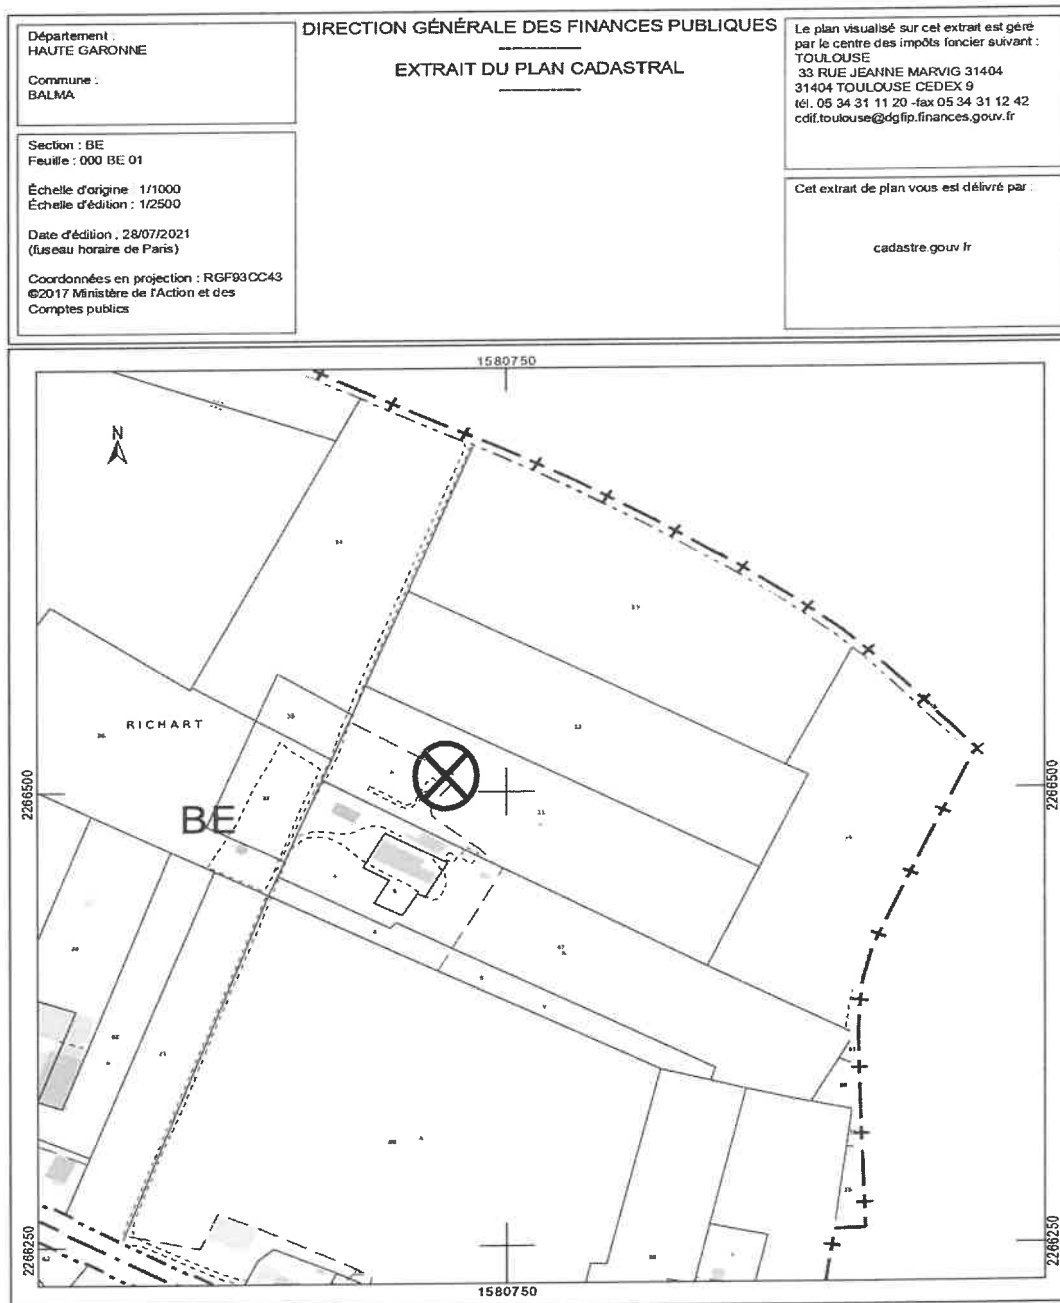 Département :
HAUTE GARONNE
Commune :
BALMA
Section : BE
Feuille : 000 BE 01
Échelle d'origine : 1/1000
Échelle d'édition : 1/2500
Date d'édition : 28/07/2021
(fuseau horaire de Paris)
Coordonnées en projection : RGF93CC43
©2017 Ministère de l'Action et des
Comptes publics
DIRECTION GÉNÉRALE DES FINANCES PUBLIQUES
EXTRAIT DU PLAN CADASTRAL
Le plan visualisé sur cet extrait est géré
par le centre des impôts foncier suivant :
TOULOUSE
33 RUE JEANNE MARVIG 31404
31404 TOULOUSE CEDEX 9
tél. 05 34 31 11 20 -fax 05 34 31 12 42
cdif.toulouse@dgfip.finances.gouv.fr
Cet extrait de plan vous est délivré par :
cadastre.gouv.fr
1580750
N
RICHART
2266500
BE
2266500
2266250
2266250
1580750